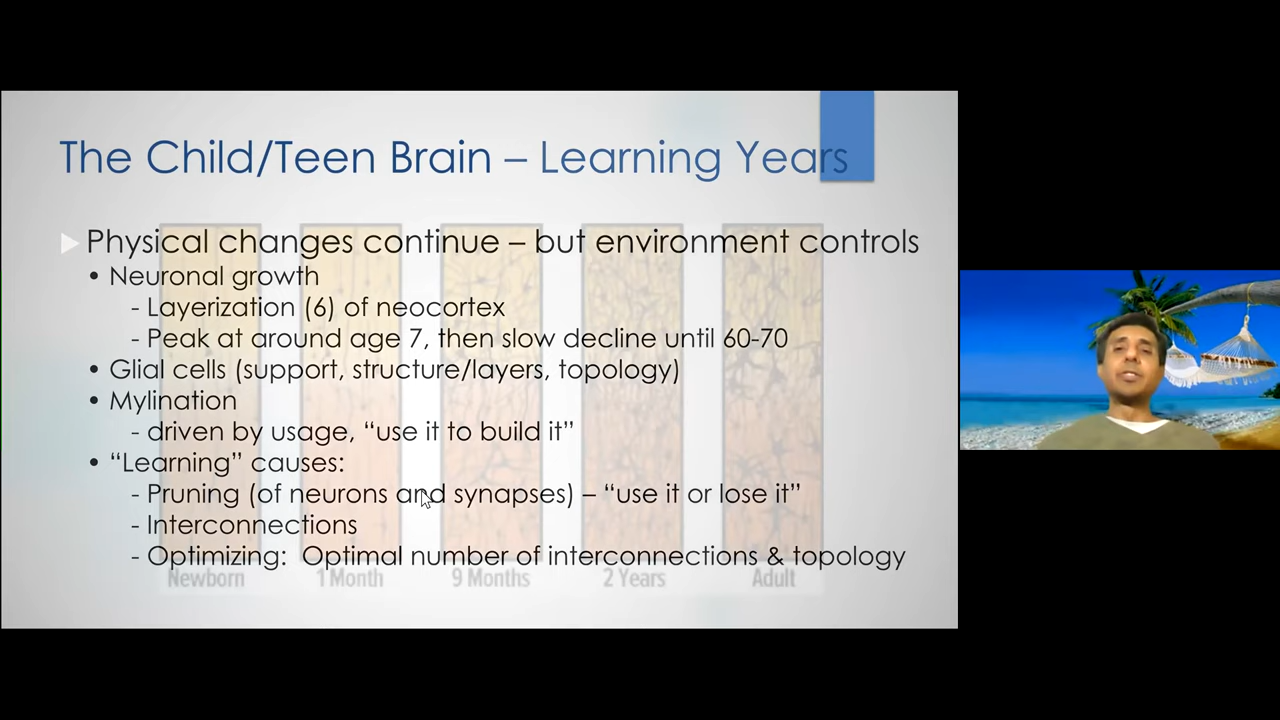 The Child/Teen Brain – Learning Years
Physical changes continue – but environment controls
• Neuronal growth
- Layerization (6) of neocortex
- Peak at around age 7, then slow decline until 60-70
• Glial cells (support, structure/layers, topology)
• Mylination
- driven by usage, “use it to build it”
• “Learning” causes:
- Pruning (of neurons and synapses) – “use it or lose it”
- Interconnections
- Optimizing:  Optimal number of interconnections & topology
Newborn 1 Month 9 Months 2 Years Adult